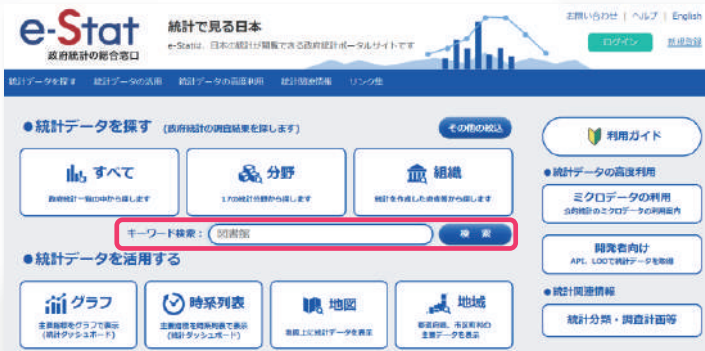 e-Stat
政府統計の総合窓口
統計で見る日本
e-Statは、日本の統計が閲覧できる政府統計ポータルサイトです
お問い合わせ | ヘルプ | English
ログイン
新規登録
統計データを探す 統計データの活用 統計データの高度利用 統計関連情報 リンク集
●統計データを探す (政府統計の調査結果を探します)
その他の絞込
すべて
政府統計一覧の中から探します
分野
17の統計分野から探します
組織
統計を作成した府省等から探します
キーワード検索: 図書館
検 索
●統計データを活用する
グラフ
主要指標をグラフで表示
(統計ダッシュボード)
時系列表
主要指標を時系列表で表示
(統計ダッシュボード)
地図
地図上に統計データを表示
地域
都道府県、市区町村の
主要データを表示
利用ガイド
●統計データの高度利用
ミクロデータの利用
公的統計のミクロデータの利用案内
開発者向け
API、LODで統計データを取得
●統計関連情報
統計分類・調査計画等